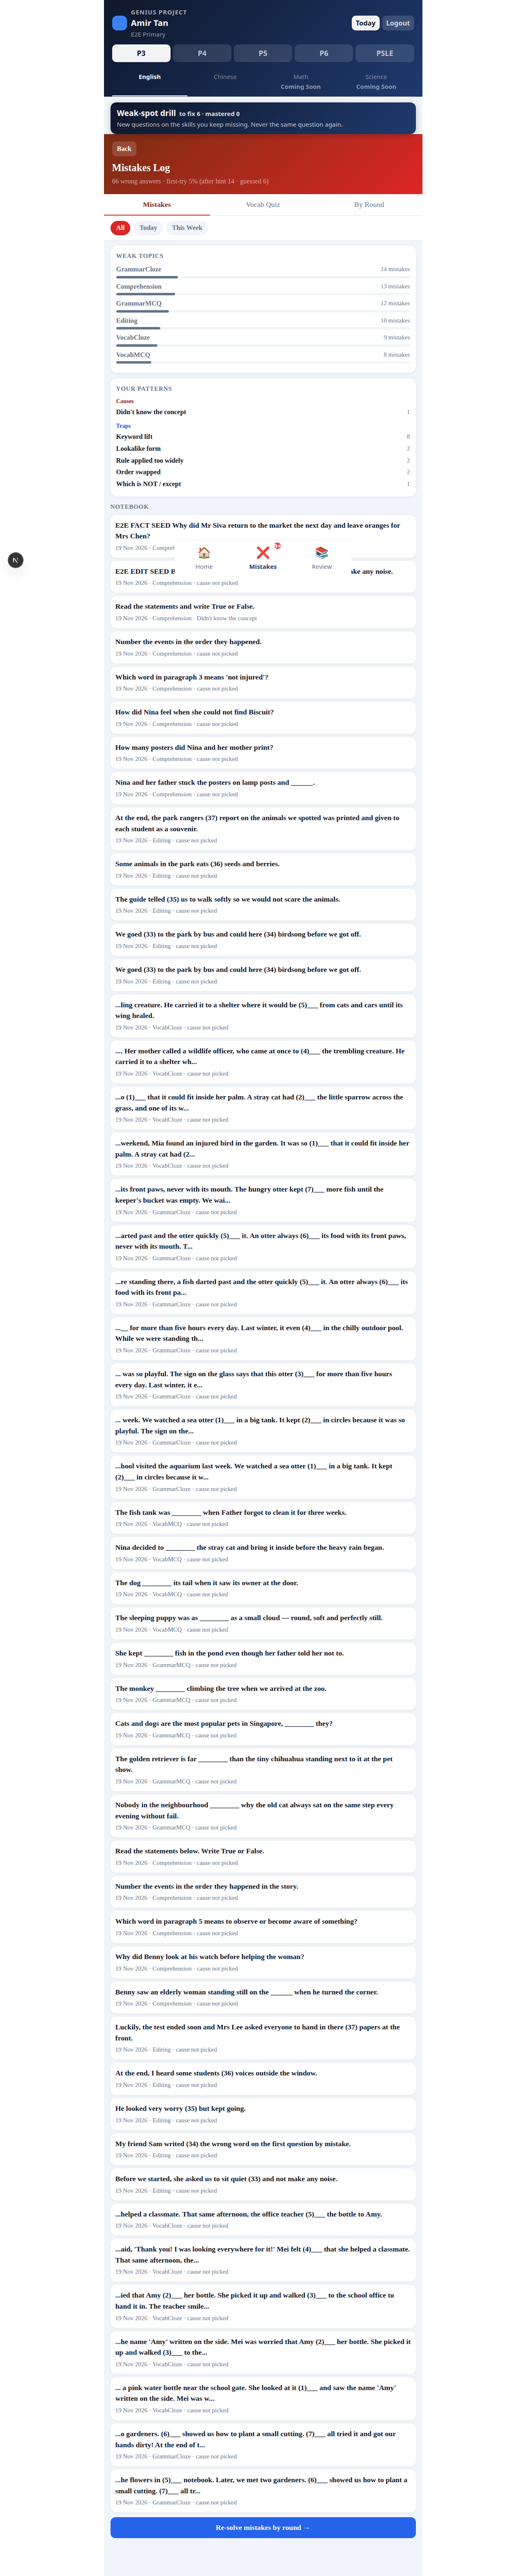 GENIUS PROJECT
Amir Tan
E2E Primary
Today
Logout
P3
P4
P5
P6
PSLE
English
Chinese
Math
Coming Soon
Science
Coming Soon
Weak-spot drill to fix 6 · mastered 0
New questions on the skills you keep missing. Never the same question again.
Back
Mistakes Log
66 wrong answers · first-try 5% (after hint 14 · guessed 6)
Mistakes
Vocab Quiz
By Round
All
Today
This Week
WEAK TOPICS
GrammarCloze 14 mistakes
Comprehension 13 mistakes
GrammarMCQ 12 mistakes
Editing 10 mistakes
VocabCloze 9 mistakes
VocabMCQ 8 mistakes
YOUR PATTERNS
Causes
Didn't know the concept 1
Traps
Keyword lift 8
Lookalike form 2
Rule applied too widely 2
Order swapped 2
Which is NOT / except 1
NOTEBOOK
E2E FACT SEED Why did Mr Siva return to the market the next day and leave oranges for
Mrs Chen?
19 Nov 2026 · Compre
Home
Mistakes
Review
E2E EDIT SEED B
ke any noise.
19 Nov 2026 · Comprehension · cause not picked
Read the statements and write True or False.
19 Nov 2026 · Comprehension · Didn't know the concept
Number the events in the order they happened.
19 Nov 2026 · Comprehension · cause not picked
Which word in paragraph 3 means 'not injured'?
19 Nov 2026 · Comprehension · cause not picked
How did Nina feel when she could not find Biscuit?
19 Nov 2026 · Comprehension · cause not picked
How many posters did Nina and her mother print?
19 Nov 2026 · Comprehension · cause not picked
Nina and her father stuck the posters on lamp posts and ______.
19 Nov 2026 · Comprehension · cause not picked
At the end, the park rangers (37) report on the animals we spotted was printed and given to
each student as a souvenir.
19 Nov 2026 · Editing · cause not picked
Some animals in the park eats (36) seeds and berries.
19 Nov 2026 · Editing · cause not picked
The guide telled (35) us to walk softly so we would not scare the animals.
19 Nov 2026 · Editing · cause not picked
We goed (33) to the park by bus and could here (34) birdsong before we got off.
19 Nov 2026 · Editing · cause not picked
We goed (33) to the park by bus and could here (34) birdsong before we got off.
19 Nov 2026 · Editing · cause not picked
...ling creature. He carried it to a shelter where it would be (5)___ from cats and cars until its
wing healed.
19 Nov 2026 · VocabCloze · cause not picked
.... Her mother called a wildlife officer, who came at once to (4)___ the trembling creature. He
carried it to a shelter wh...
19 Nov 2026 · VocabCloze · cause not picked
...o (1)___ that it could fit inside her palm. A stray cat had (2)___ the little sparrow across the
grass, and one of its w...
19 Nov 2026 · VocabCloze · cause not picked
...weekend, Mia found an injured bird in the garden. It was so (1)___ that it could fit inside her
palm. A stray cat had (2...
19 Nov 2026 · VocabCloze · cause not picked
...its front paws, never with its mouth. The hungry otter kept (7)___ more fish until the
keeper's bucket was empty. We wai...
19 Nov 2026 · GrammarCloze · cause not picked
...arted past and the otter quickly (5)___ it. An otter always (6)___ its food with its front paws,
never with its mouth. T...
19 Nov 2026 · GrammarCloze · cause not picked
...re standing there, a fish darted past and the otter quickly (5)___ it. An otter always (6)___ its
food with its front pa...
19 Nov 2026 · GrammarCloze · cause not picked
...__ for more than five hours every day. Last winter, it even (4)___ in the chilly outdoor pool.
While we were standing th...
19 Nov 2026 · GrammarCloze · cause not picked
... was so playful. The sign on the glass says that this otter (3)___ for more than five hours
every day. Last winter, it e...
19 Nov 2026 · GrammarCloze · cause not picked
... week. We watched a sea otter (1)___ in a big tank. It kept (2)___ in circles because it was so
playful. The sign on the...
19 Nov 2026 · GrammarCloze · cause not picked
...hool visited the aquarium last week. We watched a sea otter (1)___ in a big tank. It kept
(2)___ in circles because it w...
19 Nov 2026 · GrammarCloze · cause not picked
The fish tank was ________ when Father forgot to clean it for three weeks.
19 Nov 2026 · VocabMCQ · cause not picked
Nina decided to ________ the stray cat and bring it inside before the heavy rain began.
19 Nov 2026 · VocabMCQ · cause not picked
The dog ________ its tail when it saw its owner at the door.
19 Nov 2026 · VocabMCQ · cause not picked
The sleeping puppy was as ________ as a small cloud — round, soft and perfectly still.
19 Nov 2026 · VocabMCQ · cause not picked
She kept ________ fish in the pond even though her father told her not to.
19 Nov 2026 · GrammarMCQ · cause not picked
The monkey ________ climbing the tree when we arrived at the zoo.
19 Nov 2026 · GrammarMCQ · cause not picked
Cats and dogs are the most popular pets in Singapore, ________ they?
19 Nov 2026 · GrammarMCQ · cause not picked
The golden retriever is far ________ than the tiny chihuahua standing next to it at the pet
show.
19 Nov 2026 · GrammarMCQ · cause not picked
Nobody in the neighbourhood ________ why the old cat always sat on the same step every
evening without fail.
19 Nov 2026 · GrammarMCQ · cause not picked
Read the statements below. Write True or False.
19 Nov 2026 · Comprehension · cause not picked
Number the events in the order they happened in the story.
19 Nov 2026 · Comprehension · cause not picked
Which word in paragraph 5 means to observe or become aware of something?
19 Nov 2026 · Comprehension · cause not picked
Why did Benny look at his watch before helping the woman?
19 Nov 2026 · Comprehension · cause not picked
Benny saw an elderly woman standing still on the ______ when he turned the corner.
19 Nov 2026 · Comprehension · cause not picked
Luckily, the test ended soon and Mrs Lee asked everyone to hand in there (37) papers at the
front.
19 Nov 2026 · Editing · cause not picked
At the end, I heard some students (36) voices outside the window.
19 Nov 2026 · Editing · cause not picked
He looked very worry (35) but kept going.
19 Nov 2026 · Editing · cause not picked
My friend Sam writed (34) the wrong word on the first question by mistake.
19 Nov 2026 · Editing · cause not picked
Before we started, she asked us to sit quiet (33) and not make any noise.
19 Nov 2026 · Editing · cause not picked
...helped a classmate. That same afternoon, the office teacher (5)___ the bottle to Amy.
19 Nov 2026 · VocabCloze · cause not picked
...aid, 'Thank you! I was looking everywhere for it!' Mei felt (4)___ that she helped a classmate.
That same afternoon, the...
19 Nov 2026 · VocabCloze · cause not picked
...ied that Amy (2)___ her bottle. She picked it up and walked (3)___ to the school office to
hand it in. The teacher smile...
19 Nov 2026 · VocabCloze · cause not picked
...he name 'Amy' written on the side. Mei was worried that Amy (2)___ her bottle. She picked it
up and walked (3)___ to the...
19 Nov 2026 · VocabCloze · cause not picked
... a pink water bottle near the school gate. She looked at it (1)___ and saw the name 'Amy'
written on the side. Mei was w...
19 Nov 2026 · VocabCloze · cause not picked
...o gardeners. (6)___ showed us how to plant a small cutting. (7)___ all tried it and got our
hands dirty! At the end of t...
19 Nov 2026 · GrammarCloze · cause not picked
...he flowers in (5)___ notebook. Later, we met two gardeners. (6)___ showed us how to plant a
small cutting. (7)___ all tr...
19 Nov 2026 · GrammarCloze · cause not picked
Re-solve mistakes by round →